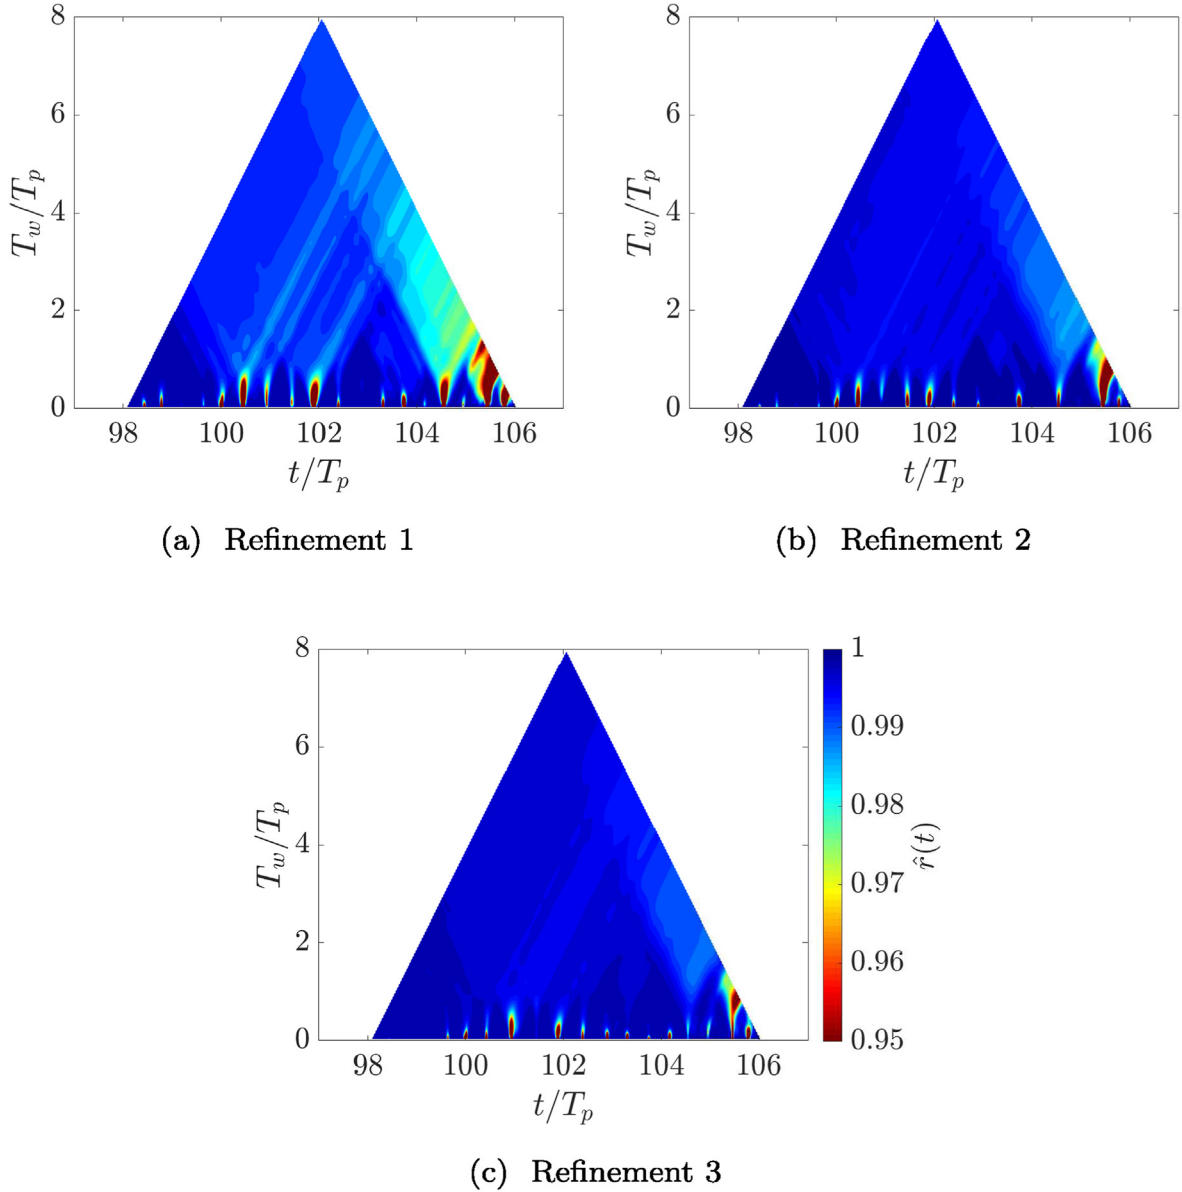 8
6
4
2
0
T_w/T_p
98 100 102 104 106
t/T_p
(a) Refinement 1
8
6
4
2
0
T_w/T_p
98 100 102 104 106
t/T_p
(b) Refinement 2
8
6
4
2
0
T_w/T_p
98 100 102 104 106
t/T_p
1
0.99
0.98
0.97
0.96
0.95
r̂(t)
(c) Refinement 3